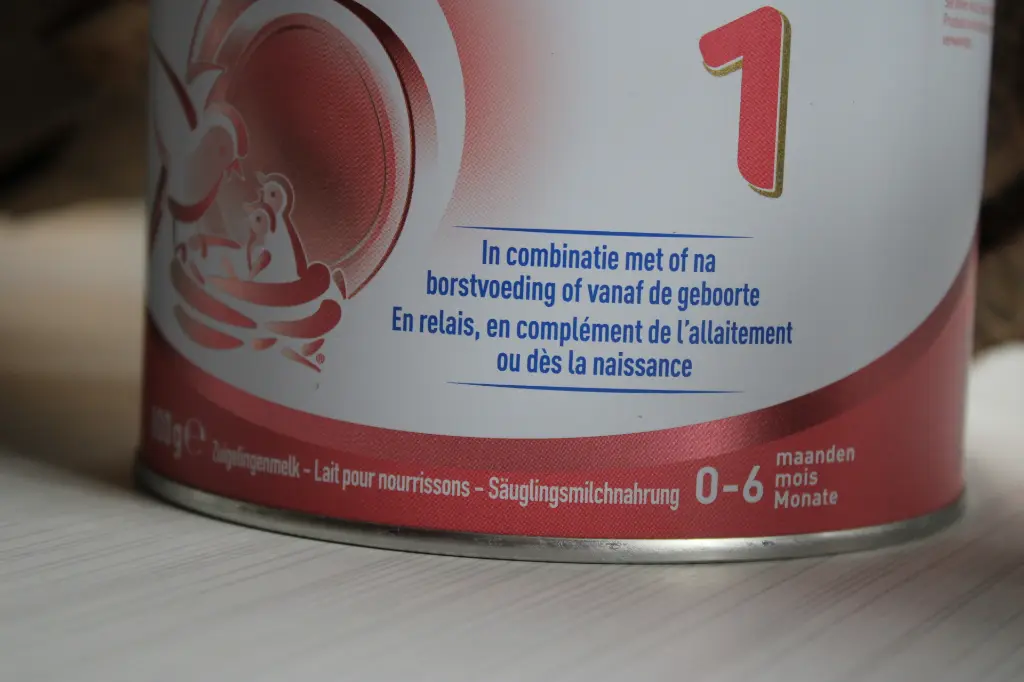 1
In combinatie met of na
borstvoeding of vanaf de geboorte
En relais, en complément de l'allaitement
ou dès la naissance
g ℮
Zuigelingenmelk - Lait pour nourrissons - Säuglingsmilchnahrung
0-6
maanden
mois
Monate
®